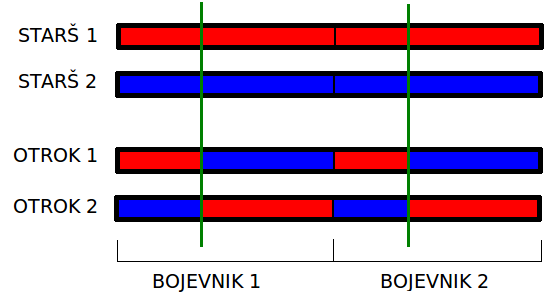 STARŠ 1
STARŠ 2
OTROK 1
OTROK 2
BOJEVNIK 1 BOJEVNIK 2